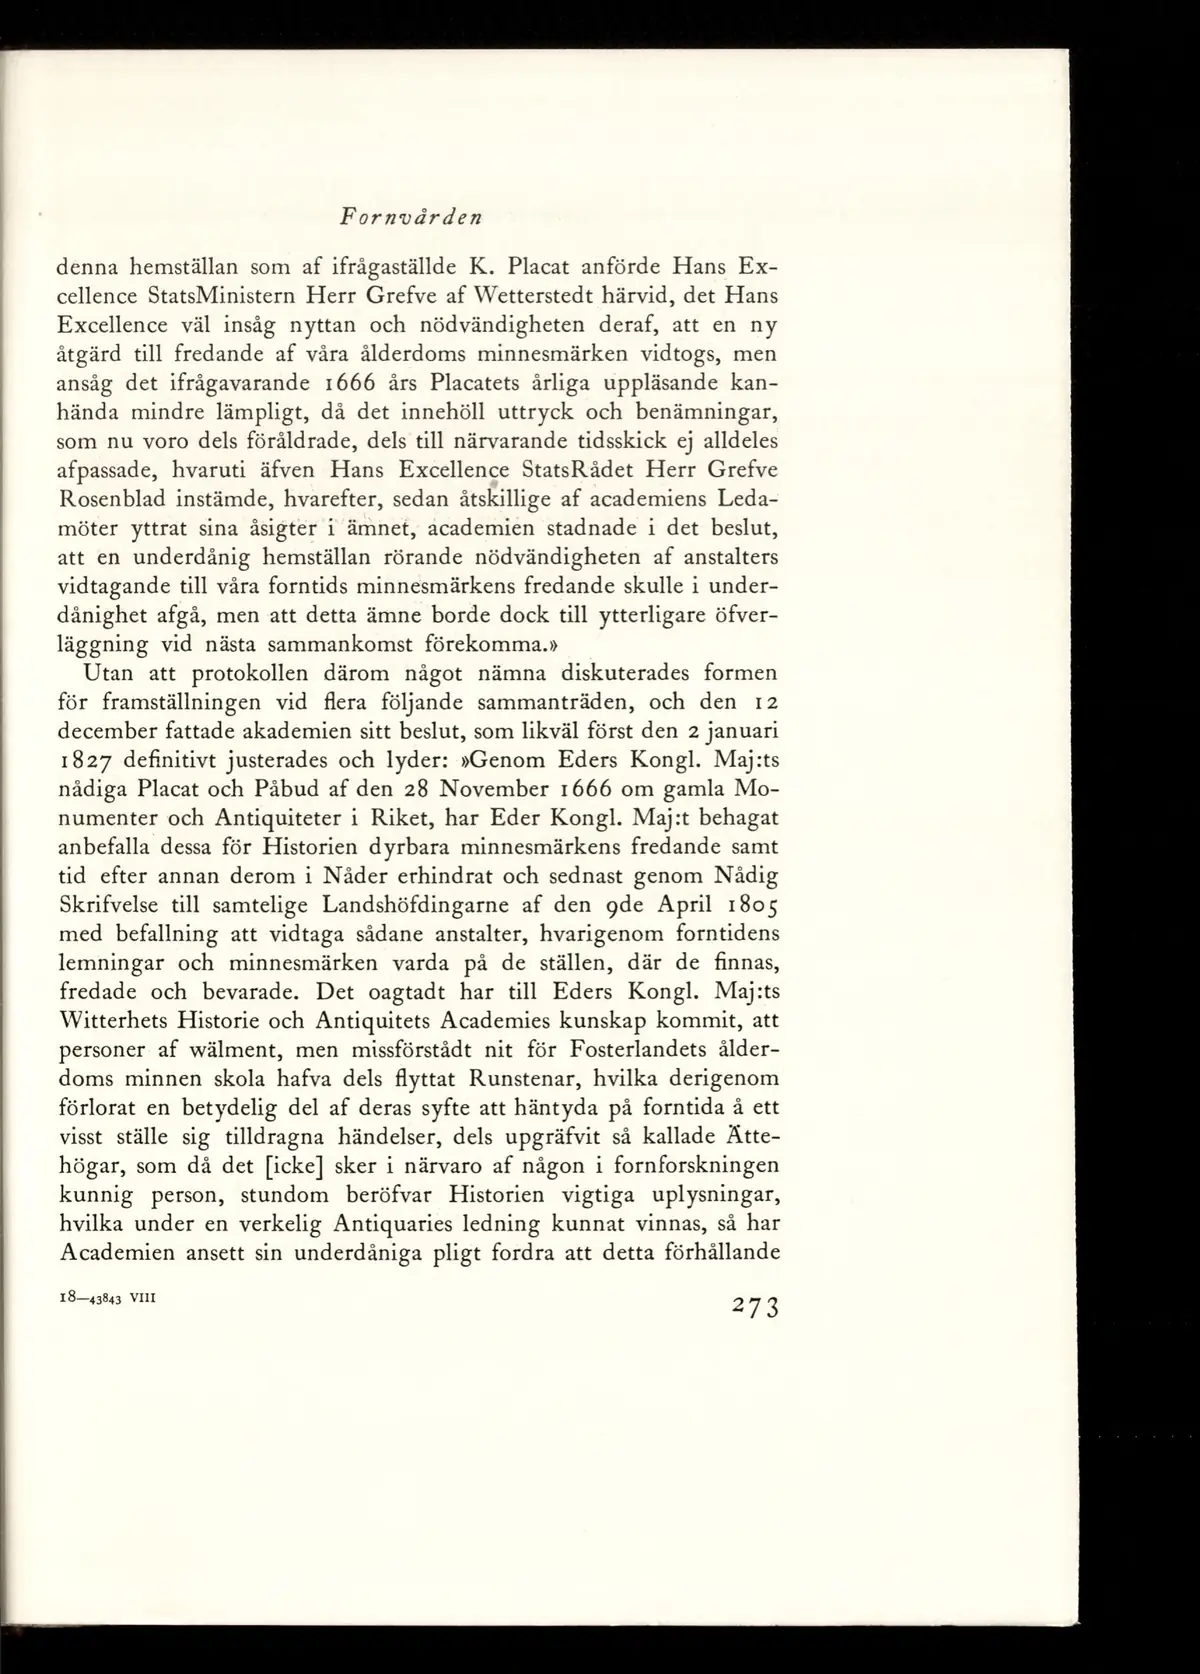 Fornvården
denna hemställan som af ifrågaställde K. Placat anförde Hans Ex-
cellence StatsMinistern Herr Grefve af Wetterstedt härvid, det Hans
Excellence väl insåg nyttan och nödvändigheten deraf, att en ny
åtgärd till fredande af våra ålderdoms minnesmärken vidtogs, men
ansåg det ifrågavarande 1666 års Placatets årliga uppläsande kan-
hända mindre lämpligt, då det innehöll uttryck och benämningar,
som nu voro dels föråldrade, dels till närvarande tidsskick ej alldeles
afpassade, hvaruti äfven Hans Excellence StatsRådet Herr Grefve
Rosenblad instämde, hvarefter, sedan åtskillige af academiens Leda-
möter yttrat sina åsigter i ämnet, academien stadnade i det beslut,
att en underdånig hemställan rörande nödvändigheten af anstalters
vidtagande till våra forntids minnesmärkens fredande skulle i under-
dånighet afgå, men att detta ämne borde dock till ytterligare öfver-
läggning vid nästa sammankomst förekomma.»
Utan att protokollen därom något nämna diskuterades formen
för framställningen vid flera följande sammanträden, och den 12
december fattade akademien sitt beslut, som likväl först den 2 januari
1827 definitivt justerades och lyder: »Genom Eders Kongl. Maj:ts
nådiga Placat och Påbud af den 28 November 1666 om gamla Mo-
numenter och Antiquiteter i Riket, har Eder Kongl. Maj:t behagat
anbefalla dessa för Historien dyrbara minnesmärkens fredande samt
tid efter annan derom i Nåder erhindrat och sednast genom Nådig
Skrifvelse till samtelige Landshöfdingarne af den 9de April 1805
med befallning att vidtaga sådane anstalter, hvarigenom forntidens
lemningar och minnesmärken varda på de ställen, där de finnas,
fredade och bevarade. Det oagtadt har till Eders Kongl. Maj:ts
Witterhets Historie och Antiquitets Academies kunskap kommit, att
personer af wälment, men missförstådt nit för Fosterlandets ålder-
doms minnen skola hafva dels flyttat Runstenar, hvilka derigenom
förlorat en betydelig del af deras syfte att häntyda på forntida å ett
visst ställe sig tilldragna händelser, dels upgräfvit så kallade Ätte-
högar, som då det [icke] sker i närvaro af någon i fornforskningen
kunnig person, stundom beröfvar Historien vigtiga uplysningar,
hvilka under en verkelig Antiquaries ledning kunnat vinnas, så har
Academien ansett sin underdåniga pligt fordra att detta förhållande
18—43843 VIII
273